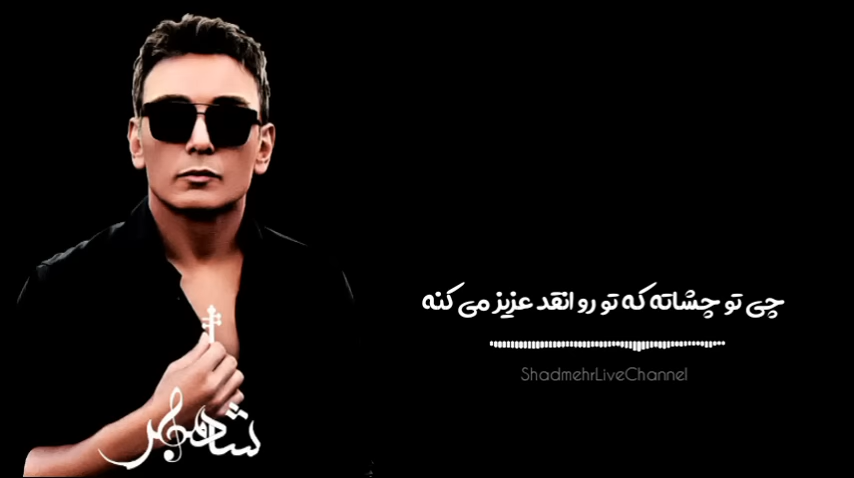 چی تو چشاته که تو رو انقد عزیز می کنه
ShadmehrLiveChannel
شادمهر